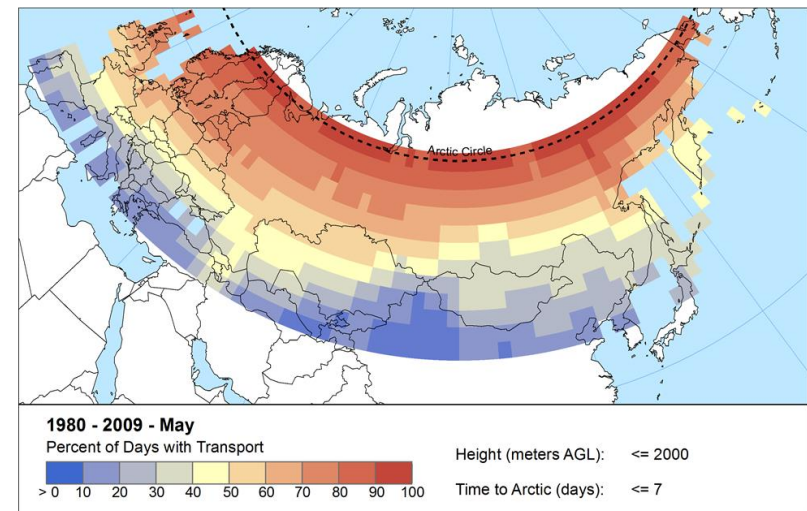 Arctic Circle
1980 - 2009 - May
Percent of Days with Transport
> 0 10 20 30 40 50 60 70 80 90 100
Height (meters AGL): <= 2000
Time to Arctic (days): <= 7